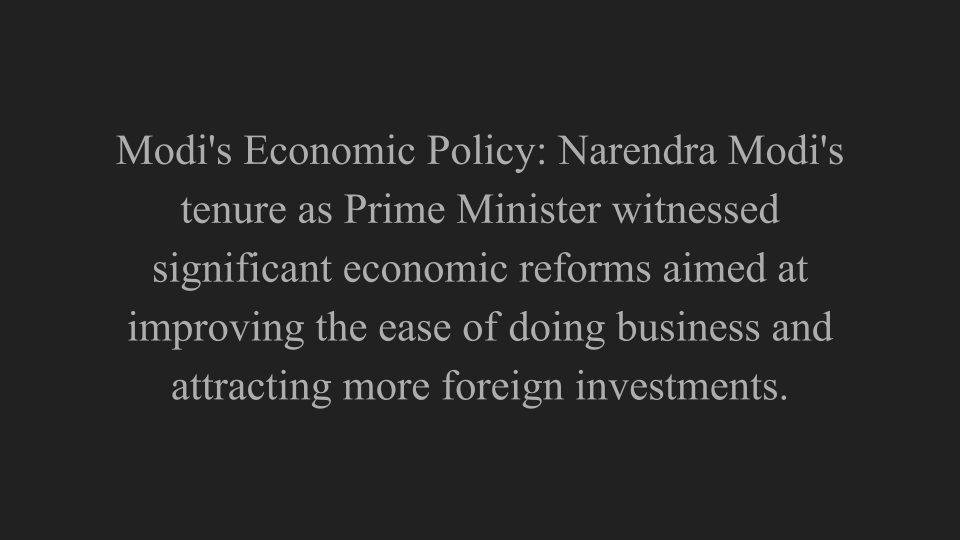 Modi's Economic Policy: Narendra Modi's
tenure as Prime Minister witnessed
significant economic reforms aimed at
improving the ease of doing business and
attracting more foreign investments.